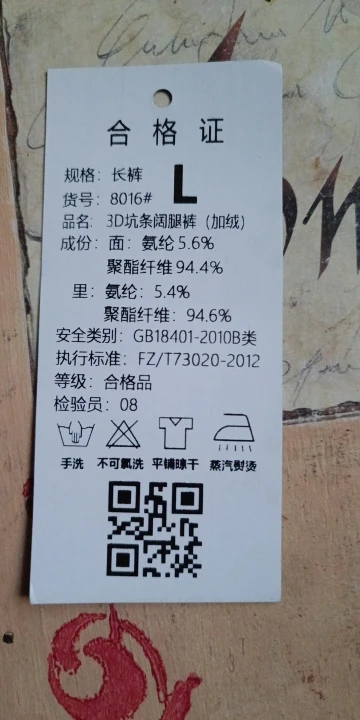 合格证
规格：长裤
L
货号：8016#
品名：3D坑条阔腿裤（加绒）
成份：面：氨纶5.6%
聚酯纤维94.4%
里：氨纶：5.4%
聚酯纤维：94.6%
安全类别：GB18401-2010B类
执行标准：FZ/T73020-2012
等级：合格品
检验员：08
手洗 不可氯洗 平铺晾干 蒸汽熨烫